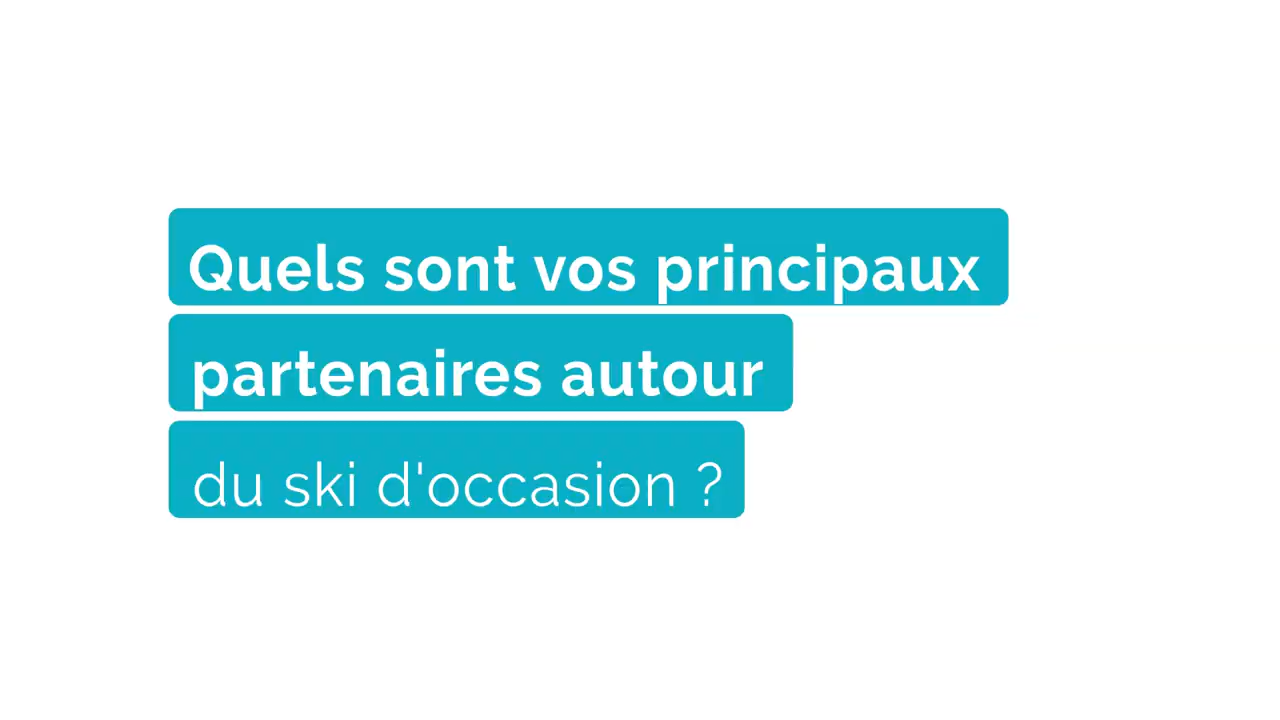 Quels sont vos principaux
partenaires autour
du ski d'occasion ?